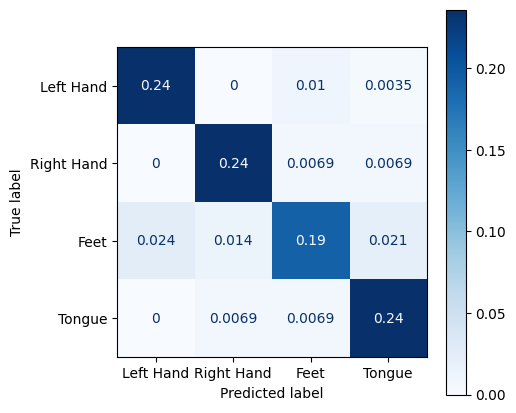 Left Hand 0.24 0 0.01 0.0035
Right Hand 0 0.24 0.0069 0.0069
Feet 0.024 0.014 0.19 0.021
Tongue 0 0.0069 0.0069 0.24
Left Hand Right Hand Feet Tongue
Predicted label
True label
0.20
0.15
0.10
0.05
0.00